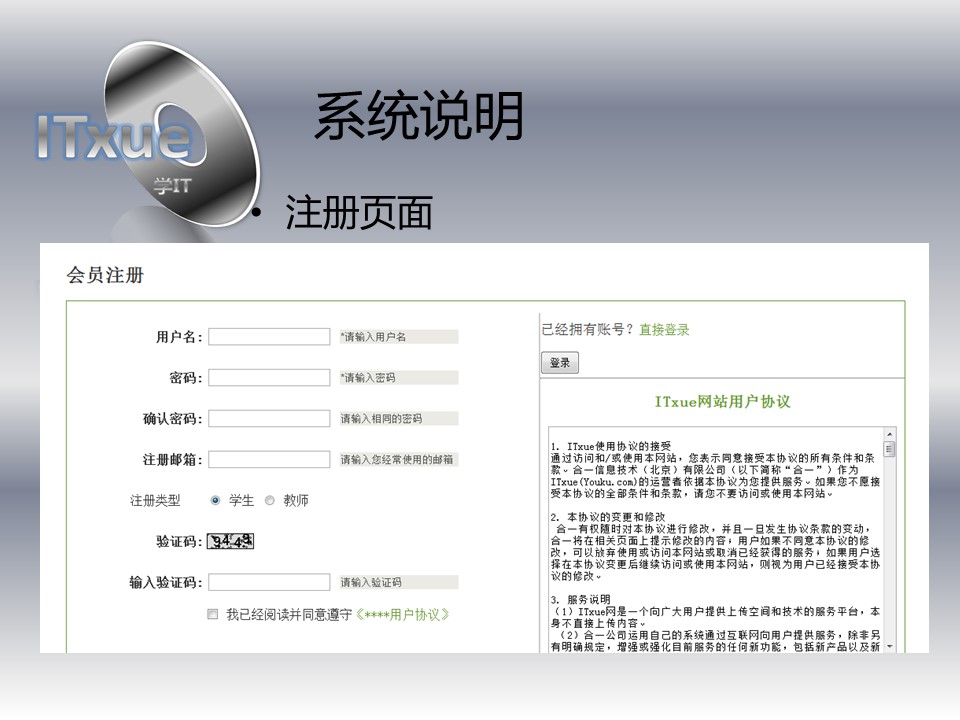 系统说明
ITxue
学IT
• 注册页面
会员注册
用户名:
*请输入用户名
密码:
*请输入密码
确认密码:
请输入相同的密码
注册邮箱:
请输入您经常使用的邮箱
注册类型 学生 教师
验证码:
输入验证码:
请输入验证码
我已经阅读并同意遵守《****用户协议》
已经拥有账号？直接登录
登录
ITxue网站用户协议
1. ITxue使用协议的接受
通过访问和/或使用本网站，您表示同意接受本协议的所有条件和条
款。合一信息技术（北京）有限公司（以下简称“合一”）作为
ITxue(Youku.com)的运营者依据本协议为您提供服务。如果您不愿接
受本协议的全部条件和条款，请您不要访问或使用本网站。
2. 本协议的变更和修改
合一有权随时对本协议进行修改，并且一旦发生协议条款的变动，
合一将在相关页面上提示修改的内容；用户如果不同意本协议的修
改，可以放弃使用或访问本网站或取消已经获得的服务；如果用户选
择在本协议变更后继续访问或使用本网站，则视为用户已经接受本协
议的修改。
3. 服务说明
（1）ITxue网是一个向广大用户提供上传空间和技术的服务平台，本
身不直接上传内容。
（2）合一公司运用自己的系统通过互联网向用户提供服务，除非另
有明确规定，增强或强化目前服务的任何新功能，包括新产品以及新